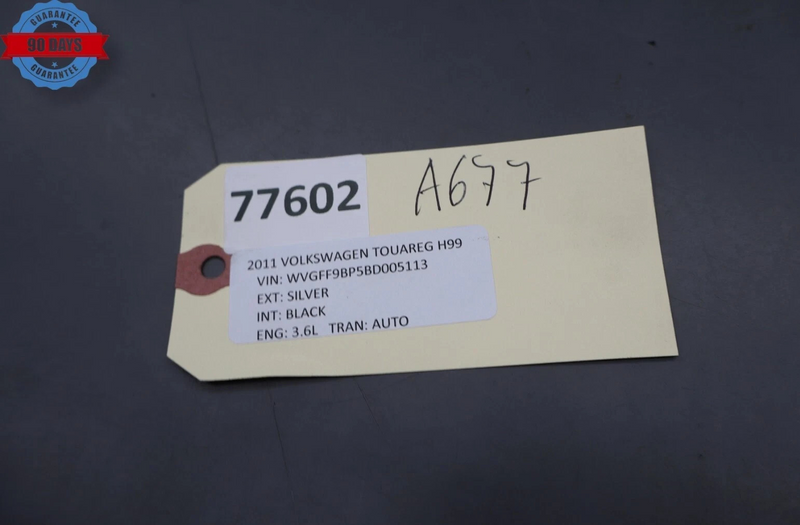 GUARANTEE
90 DAYS
GUARANTEE
77602
A677
2011 VOLKSWAGEN TOUAREG H99
VIN: WVGFF9BP5BD005113
EXT: SILVER
INT: BLACK
ENG: 3.6L TRAN: AUTO